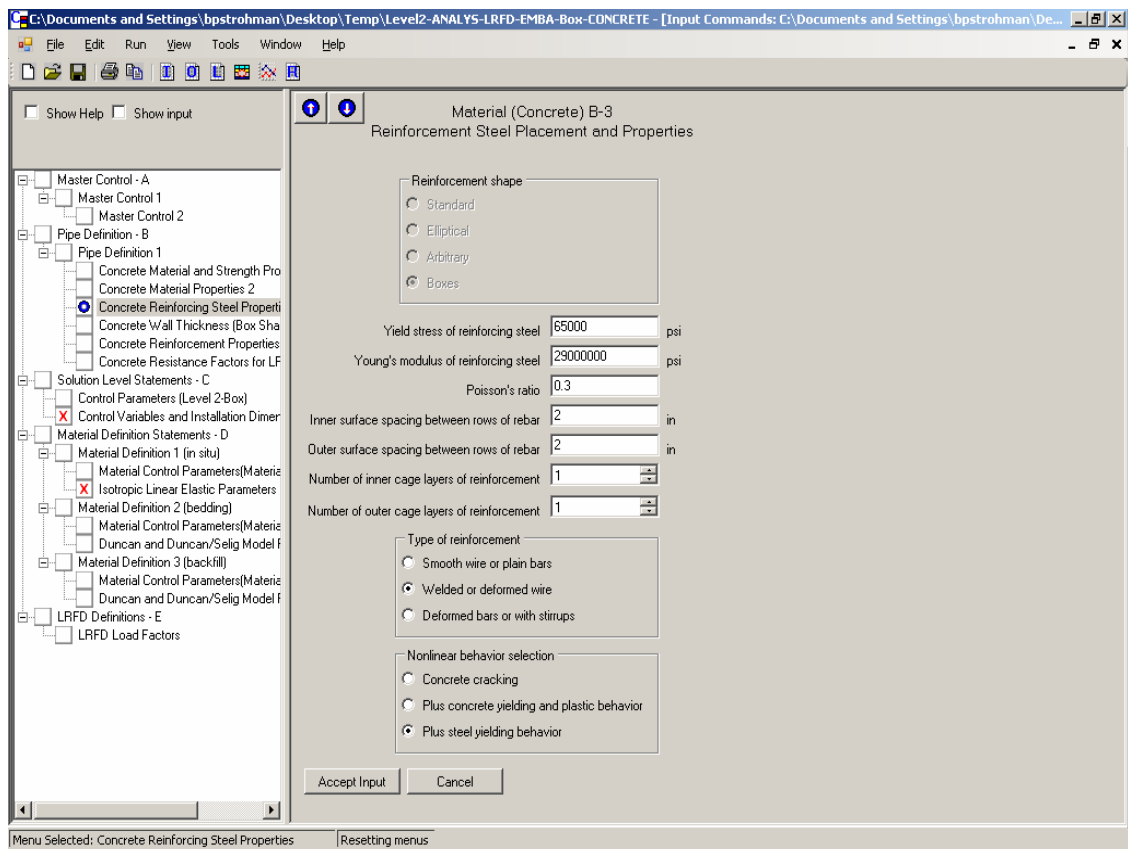 C:\Documents and Settings\bpstrohman\Desktop\Temp\Level2-ANALYS-LRFD-EMBA-Box-CONCRETE - [Input Commands: C:\Documents and Settings\bpstrohman\De...
File Edit Run View Tools Window Help
Show Help Show input
Master Control - A
Master Control 1
Master Control 2
Pipe Definition - B
Pipe Definition 1
Concrete Material and Strength Pro
Concrete Material Properties 2
Concrete Reinforcing Steel Properti
Concrete Wall Thickness (Box Sha
Concrete Reinforcement Properties
Concrete Resistance Factors for LF
Solution Level Statements - C
Control Parameters (Level 2-Box)
X Control Variables and Installation Dimer
Material Definition Statements - D
Material Definition 1 (in situ)
Material Control Parameters(Materia
X Isotropic Linear Elastic Parameters
Material Definition 2 (bedding)
Material Control Parameters(Materia
Duncan and Duncan/Selig Model F
Material Definition 3 (backfill)
Material Control Parameters(Materia
Duncan and Duncan/Selig Model F
LRFD Definitions - E
LRFD Load Factors
Material (Concrete) B-3
Reinforcement Steel Placement and Properties
Reinforcement shape
Standard
Elliptical
Arbitrary
Boxes
Yield stress of reinforcing steel 65000 psi
Young's modulus of reinforcing steel 29000000 psi
Poisson's ratio 0.3
Inner surface spacing between rows of rebar 2 in
Outer surface spacing between rows of rebar 2 in
Number of inner cage layers of reinforcement 1
Number of outer cage layers of reinforcement 1
Type of reinforcement
Smooth wire or plain bars
Welded or deformed wire
Deformed bars or with stirrups
Nonlinear behavior selection
Concrete cracking
Plus concrete yielding and plastic behavior
Plus steel yielding behavior
Accept Input Cancel
Menu Selected: Concrete Reinforcing Steel Properties Resetting menus